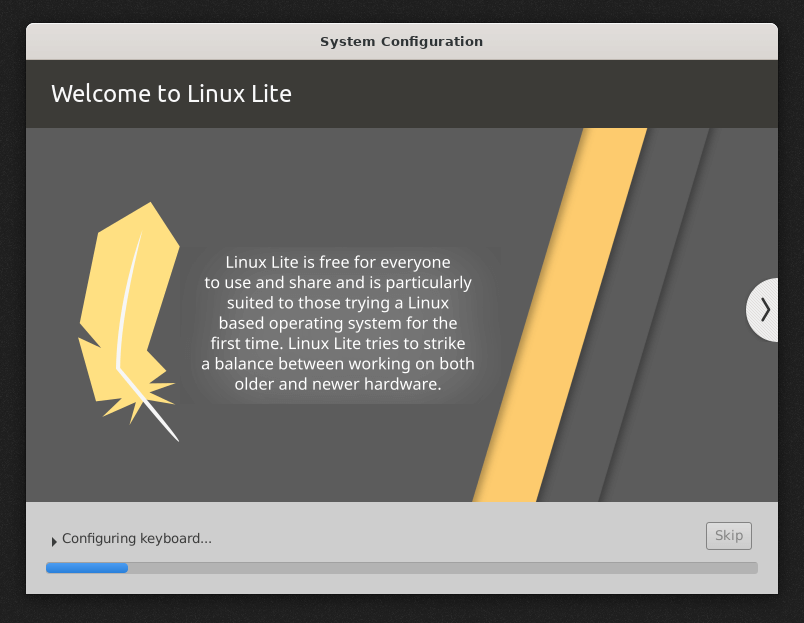 System Configuration
Welcome to Linux Lite
Linux Lite is free for everyone
to use and share and is particularly
suited to those trying a Linux
based operating system for the
first time. Linux Lite tries to strike
a balance between working on both
older and newer hardware.
Configuring keyboard...
Skip